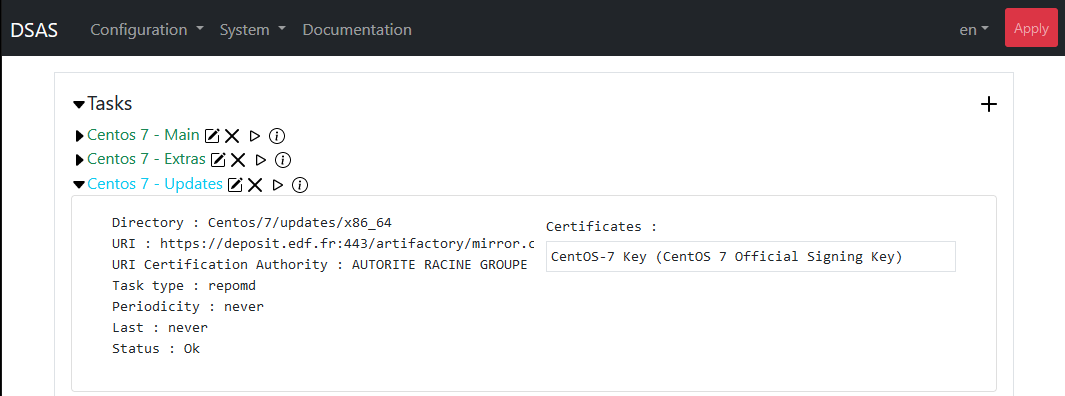 DSAS Configuration System Documentation en Apply
Tasks
Centos 7 - Main
Centos 7 - Extras
Centos 7 - Updates
Directory : Centos/7/updates/x86_64
URI : https://deposit.edf.fr:443/artifactory/mirror.c
URI Certification Authority : AUTORITE RACINE GROUPE
Task type : repomd
Periodicity : never
Last : never
Status : Ok
Certificates :
CentOS-7 Key (CentOS 7 Official Signing Key)